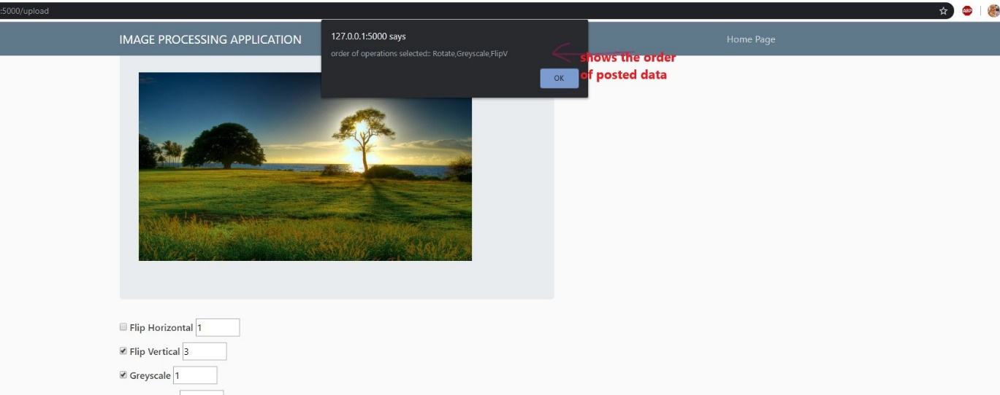 :5000/upload
ABP
IMAGE PROCESSING APPLICATION
Home Page
127.0.0.1:5000 says
order of operations selected:: Rotate,Greyscale,FlipV
OK
shows the order
of posted data
Flip Horizontal 1
Flip Vertical 3
Greyscale 1